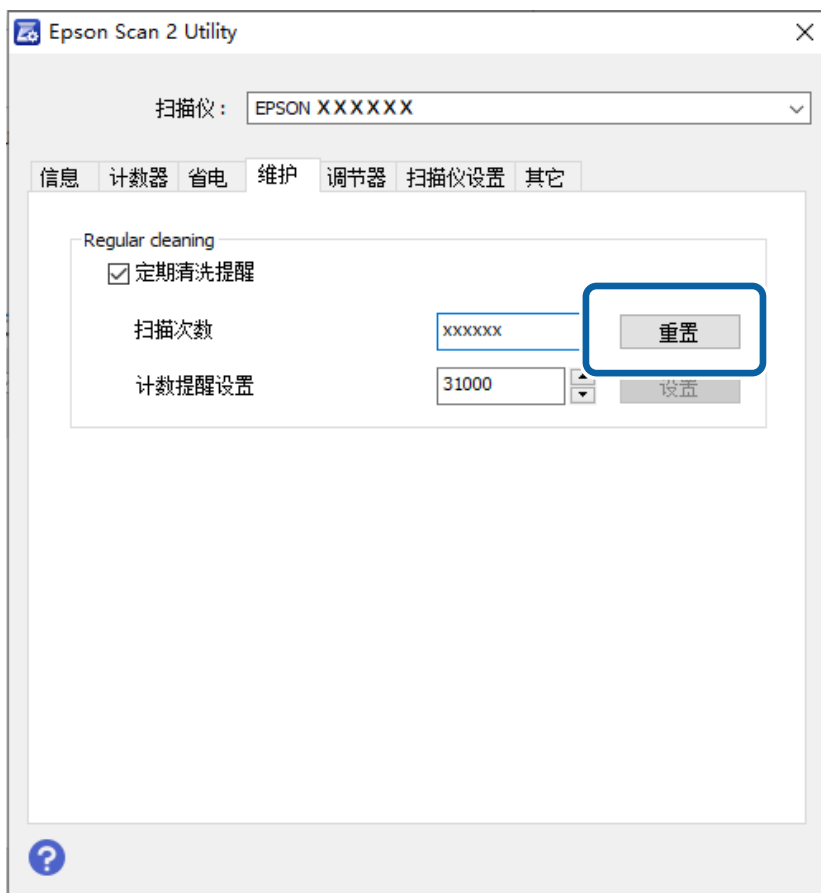 Epson Scan 2 Utility
扫描仪： EPSON XXXXXX
信息 计数器 省电 维护 调节器 扫描仪设置 其它
Regular cleaning
定期清洗提醒
扫描次数 xxxxxx 重置
计数提醒设置 31000 设置
?